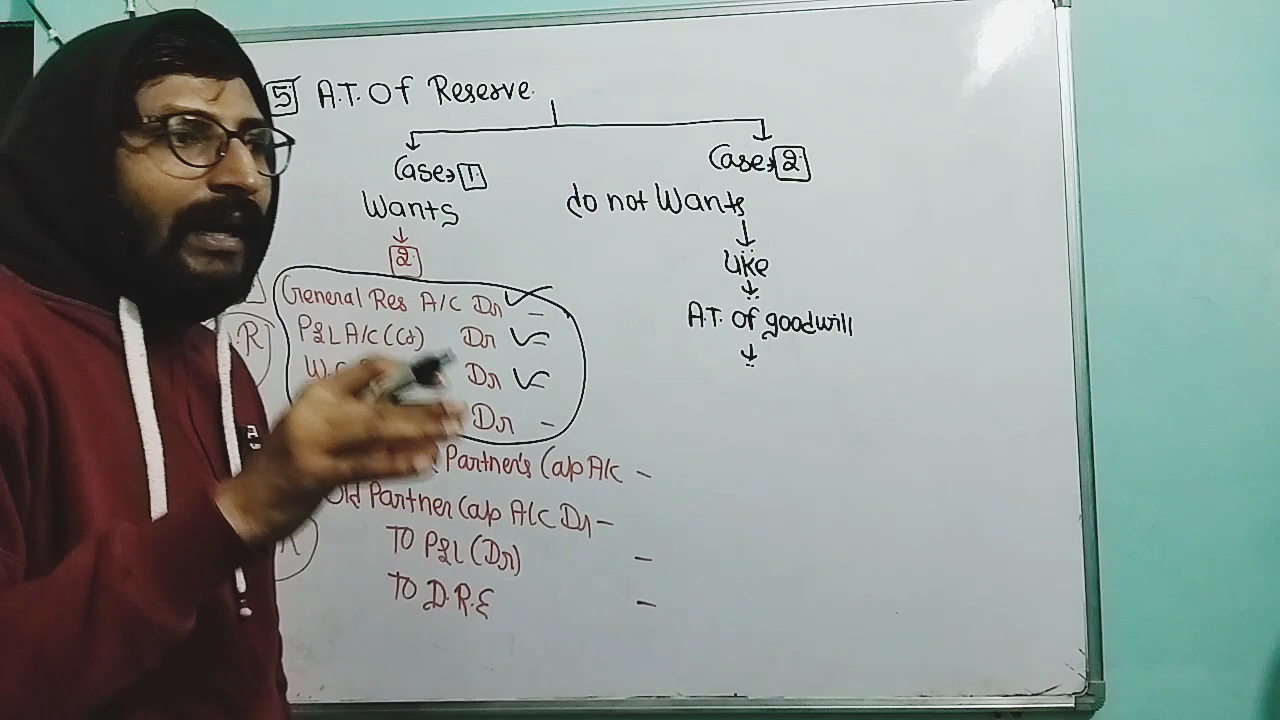 5 A.T. Of Reserve
Case 1
Wants
2
General Res A/C Dr –
P&L A/c (Cr) Dr
Dr
Dr –
Partner's Cap A/c –
Old Partner Cap A/c Dr –
To P&L (Dr) –
To D.R.E –
R
Case 2
do not Wants
Like
A.T. Of goodwill